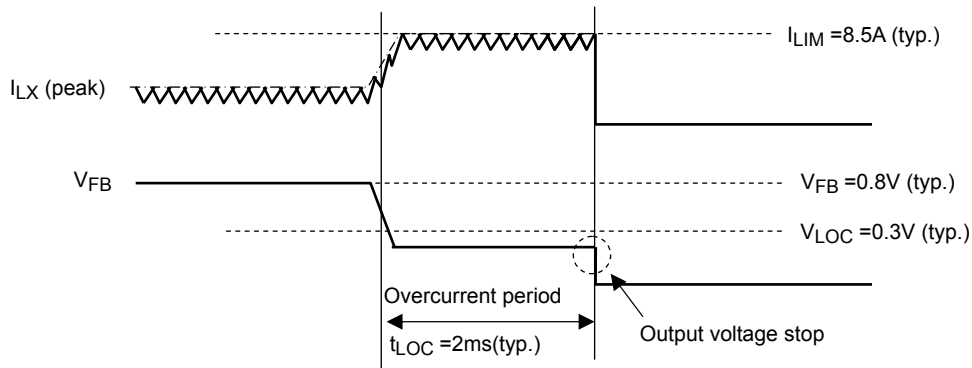 I_LIM =8.5A (typ.)
I_LX (peak)
V_FB
V_FB =0.8V (typ.)
V_LOC =0.3V (typ.)
Overcurrent period
t_LOC =2ms(typ.)
Output voltage stop